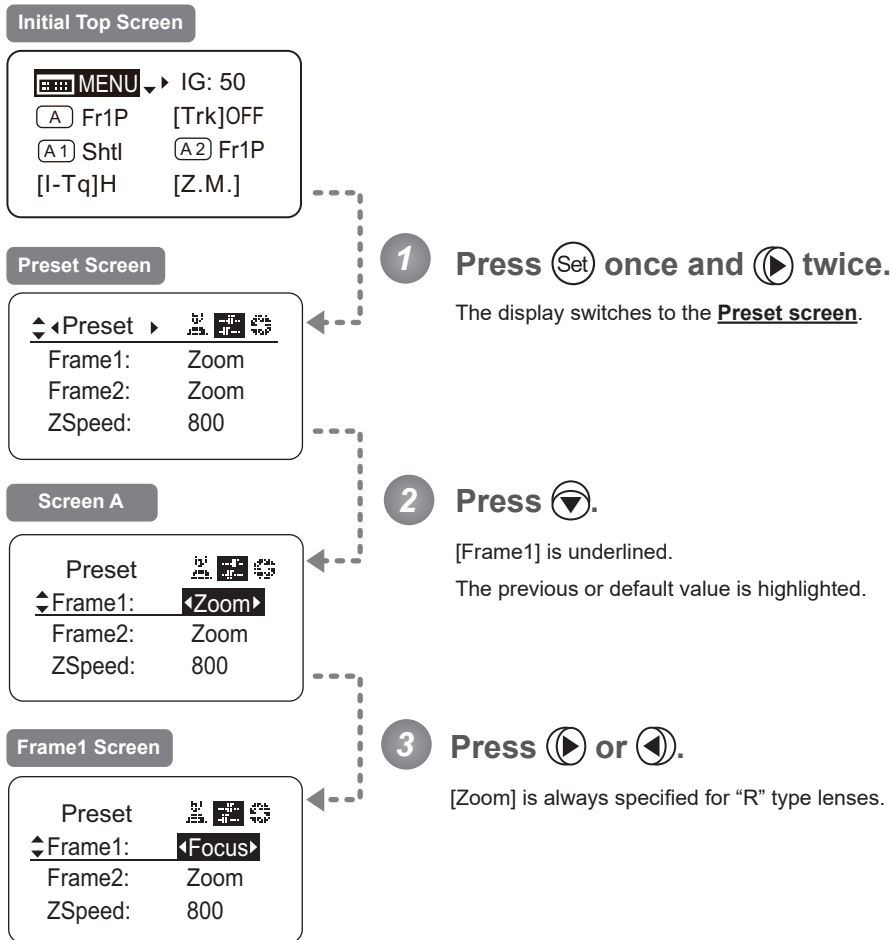 Initial Top Screen
MENU IG: 50
A Fr1P [Trk]OFF
A1 Shtl A2 Fr1P
[I-Tq]H [Z.M.]
1 Press Set once and twice.
The display switches to the Preset screen.
Preset Screen
Preset
Frame1: Zoom
Frame2: Zoom
ZSpeed: 800
2 Press .
[Frame1] is underlined.
The previous or default value is highlighted.
Screen A
Preset
Frame1: Zoom
Frame2: Zoom
ZSpeed: 800
3 Press or .
[Zoom] is always specified for “R” type lenses.
Frame1 Screen
Preset
Frame1: Focus
Frame2: Zoom
ZSpeed: 800